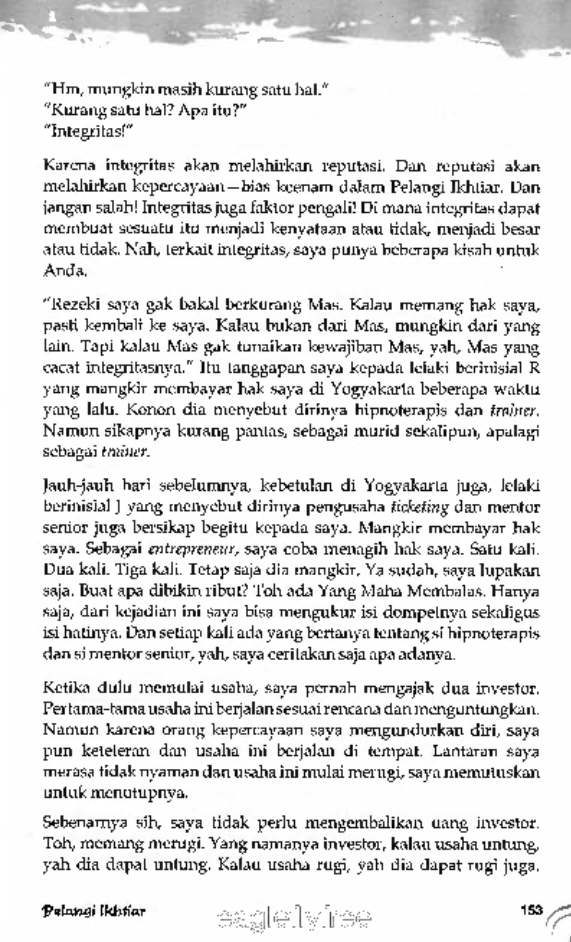 "Hm, mungkin masih kurang satu hal."
"Kurang satu hal? Apa itu?"
"Integritas!"
Karena integritas akan melahirkan reputasi. Dan reputasi akan
melahirkan kepercayaan—bias keenam dalam Pelangi Ikhtiar. Dan
jangan salah! Integritas juga faktor pengali! Di mana integritas dapat
membuat sesuatu itu menjadi kenyataan atau tidak, menjadi besar
atau tidak. Nah, terkait integritas, saya punya beberapa kisah untuk
Anda.
"Rezeki saya gak bakal berkurang Mas. Kalau memang hak saya,
pasti kembali ke saya. Kalau bukan dari Mas, mungkin dari yang
lain. Tapi kalau Mas gak tunaikan kewajiban Mas, yah, Mas yang
cacat integritasnya." Itu tanggapan saya kepada lelaki berinisial R
yang mangkir membayar hak saya di Yogyakarta beberapa waktu
yang lalu. Konon dia menyebut dirinya hipnoterapis dan trainer.
Namun sikapnya kurang pantas, sebagai murid sekalipun, apalagi
sebagai trainer.
Jauh-jauh hari sebelumnya, kebetulan di Yogyakarta juga, lelaki
berinisial J yang menyebut dirinya pengusaha ticketing dan mentor
senior juga bersikap begitu kepada saya. Mangkir membayar hak
saya. Sebagai entrepreneur, saya coba menagih hak saya. Satu kali.
Dua kali. Tiga kali. Tetap saja dia mangkir. Ya sudah, saya lupakan
saja. Buat apa dibikin ribut? Toh ada Yang Maha Membalas. Hanya
saja, dari kejadian ini saya bisa mengukur isi dompetnya sekaligus
isi hatinya. Dan setiap kali ada yang bertanya tentang si hipnoterapis
dan si mentor senior, yah, saya ceritakan saja apa adanya.
Ketika dulu memulai usaha, saya pernah mengajak dua investor.
Pertama-tama usaha ini berjalan sesuai rencana dan menguntungkan.
Namun karena orang kepercayaan saya mengundurkan diri, saya
pun keteteran dan usaha ini berjalan di tempat. Lantaran saya
merasa tidak nyaman dan usaha ini mulai merugi, saya memutuskan
untuk menutupnya.
Sebenarnya sih, saya tidak perlu mengembalikan uang investor.
Toh, memang merugi. Yang namanya investor, kalau usaha untung,
yah dia dapat untung. Kalau usaha rugi, yah dia dapat rugi juga.
Pelangi Ikhtiar
eagleflyfree
153